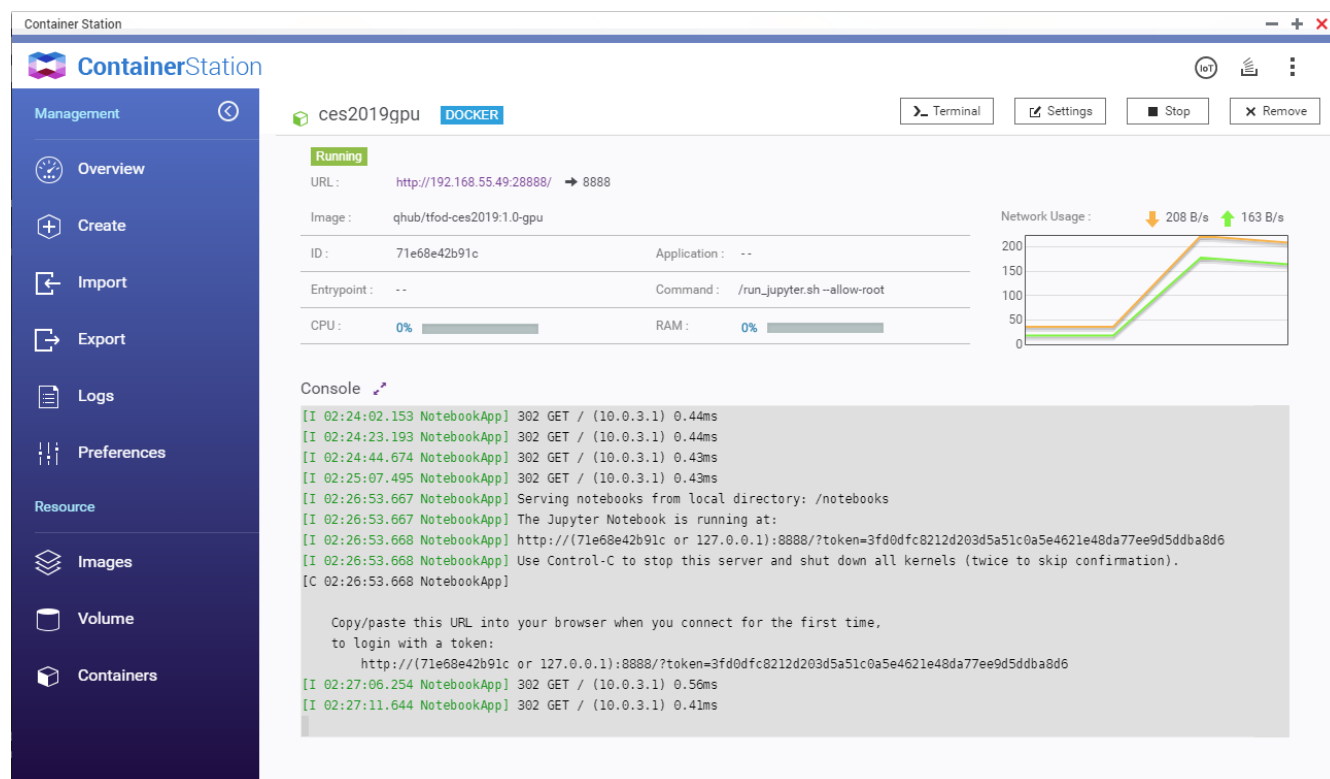 Container Station
ContainerStation
IoT
Management
Overview
Create
Import
Export
Logs
Preferences
Resource
Images
Volume
Containers
ces2019gpu DOCKER
Terminal Settings Stop Remove
Running
URL : http://192.168.55.49:28888/ ➔ 8888
Image : qhub/tfod-ces2019:1.0-gpu
ID : 71e68e42b91c Application : --
Entrypoint : -- Command : /run_jupyter.sh --allow-root
CPU : 0% RAM : 0%
Network Usage : 208 B/s 163 B/s
200
150
100
50
0
Console
[I 02:24:02.153 NotebookApp] 302 GET / (10.0.3.1) 0.44ms
[I 02:24:23.193 NotebookApp] 302 GET / (10.0.3.1) 0.44ms
[I 02:24:44.674 NotebookApp] 302 GET / (10.0.3.1) 0.43ms
[I 02:25:07.495 NotebookApp] 302 GET / (10.0.3.1) 0.43ms
[I 02:26:53.667 NotebookApp] Serving notebooks from local directory: /notebooks
[I 02:26:53.667 NotebookApp] The Jupyter Notebook is running at:
[I 02:26:53.668 NotebookApp] http://(71e68e42b91c or 127.0.0.1):8888/?token=3fd0dfc8212d203d5a51c0a5e4621e48da77ee9d5ddba8d6
[I 02:26:53.668 NotebookApp] Use Control-C to stop this server and shut down all kernels (twice to skip confirmation).
[C 02:26:53.668 NotebookApp]
Copy/paste this URL into your browser when you connect for the first time,
to login with a token:
http://(71e68e42b91c or 127.0.0.1):8888/?token=3fd0dfc8212d203d5a51c0a5e4621e48da77ee9d5ddba8d6
[I 02:27:06.254 NotebookApp] 302 GET / (10.0.3.1) 0.56ms
[I 02:27:11.644 NotebookApp] 302 GET / (10.0.3.1) 0.41ms